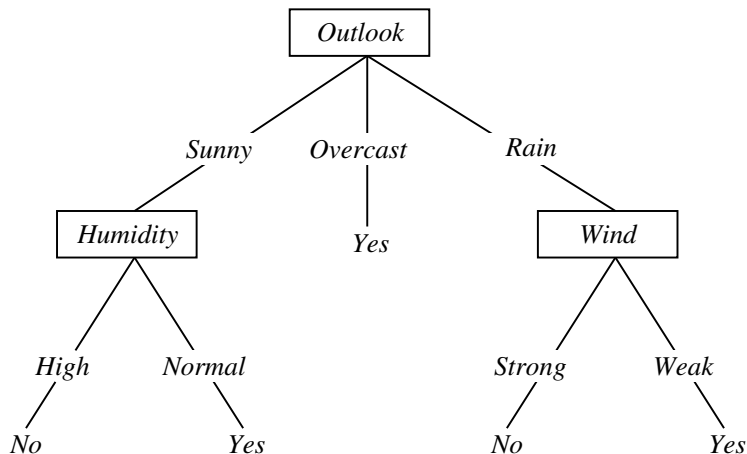 Outlook
Sunny Overcast Rain
Humidity Yes Wind
High Normal Strong Weak
No Yes No Yes